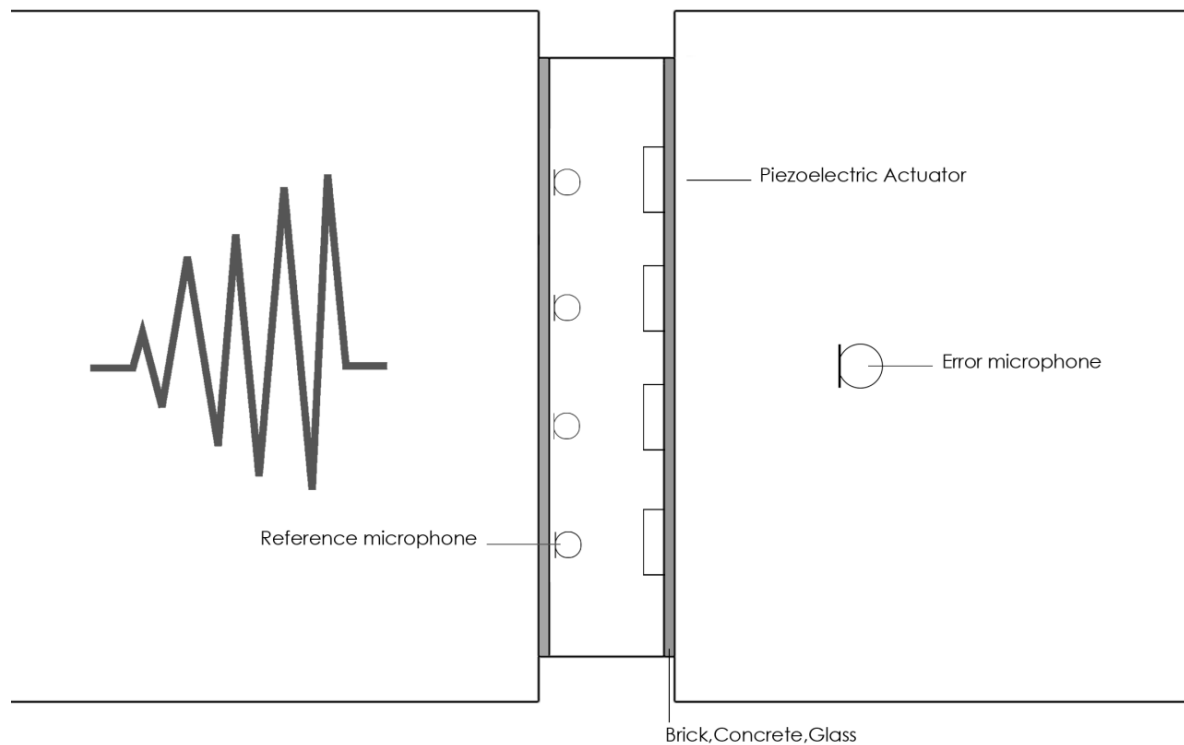 Piezoelectric Actuator
Error microphone
Reference microphone
Brick,Concrete,Glass